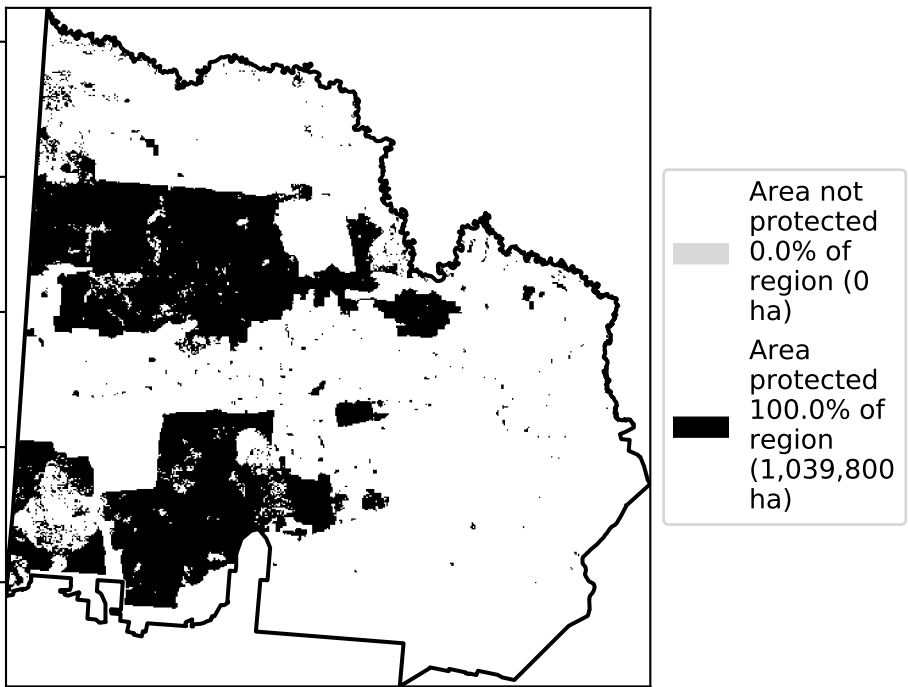 Area not
protected
0.0% of
region (0
ha)
Area
protected
100.0% of
region
(1,039,800
ha)